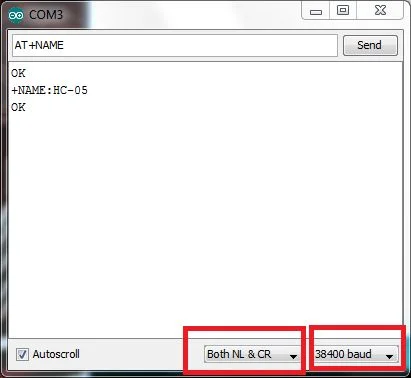 COM3
AT+NAME
Send
OK
+NAME:HC-05
OK
Autoscroll
Both NL & CR
38400 baud